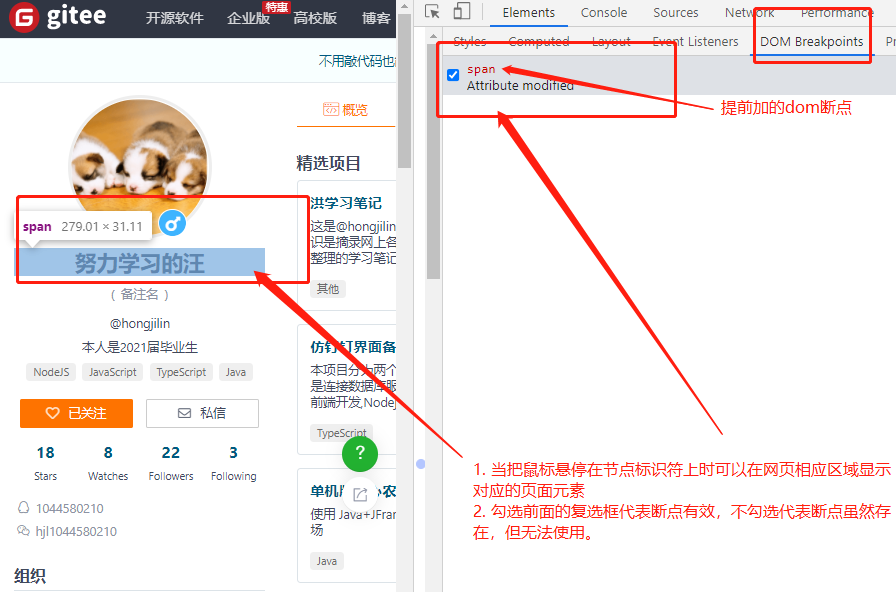 gitee
开源软件 企业版 特惠 高校版 博客
不用敲代码也
概览
精选项目
洪学习笔记
这是@hongjilin
识是摘录网上各
整理的学习笔记
其他
span 279.01 × 31.11
努力学习的汪
( 备注名 )
@hongjilin
本人是2021届毕业生
NodeJS JavaScript TypeScript Java
已关注 私信
18 8 22 3
Stars Watches Followers Following
1044580210
hjl1044580210
组织
仿钉钉界面备
本项目分为两个
是连接数据库服
前端开发,Nodej
TypeScript
?
单机
农
使用 Java+JFran
场
Java
Elements Console Sources Network Performance
Styles Computed Layout Event Listeners DOM Breakpoints Pr
span
Attribute modified
提前加的dom断点
1. 当把鼠标悬停在节点标识符上时可以在网页相应区域显示
对应的页面元素
2. 勾选前面的复选框代表断点有效，不勾选代表断点虽然存
在，但无法使用。